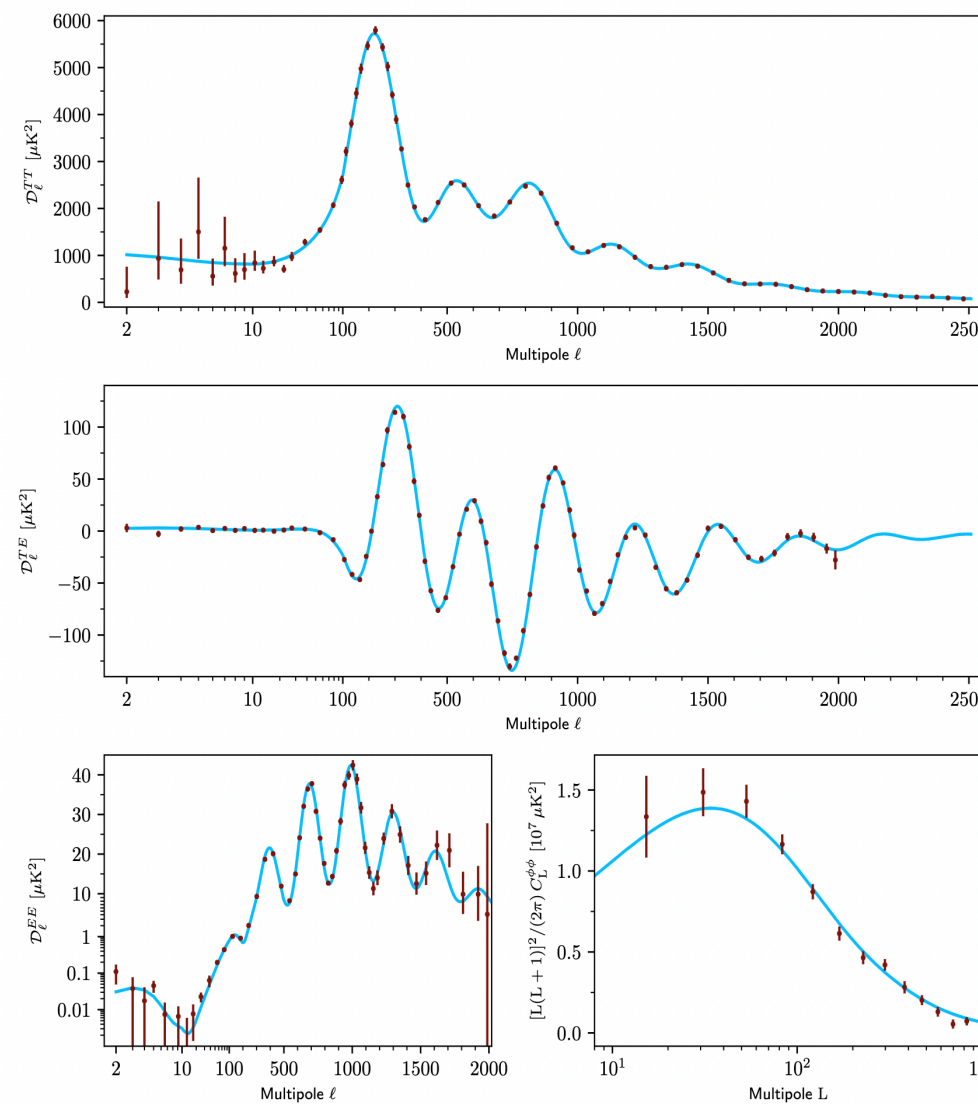 6000
5000
4000
3000
2000
1000
0
𝒟ℓ^TT [μK²]
2 10 100 500 1000 1500 2000 250
Multipole ℓ
100
50
0
−50
−100
𝒟ℓ^TE [μK²]
2 10 100 500 1000 1500 2000 250
Multipole ℓ
40
30
20
10
1
0.1
0.01
𝒟ℓ^EE [μK²]
2 10 100 500 1000 1500 2000
Multipole ℓ
1.5
1.0
0.5
0.0
[L(L + 1)]²/(2π) C_L^ϕϕ [10⁷ μK²]
10¹ 10² 1
Multipole L